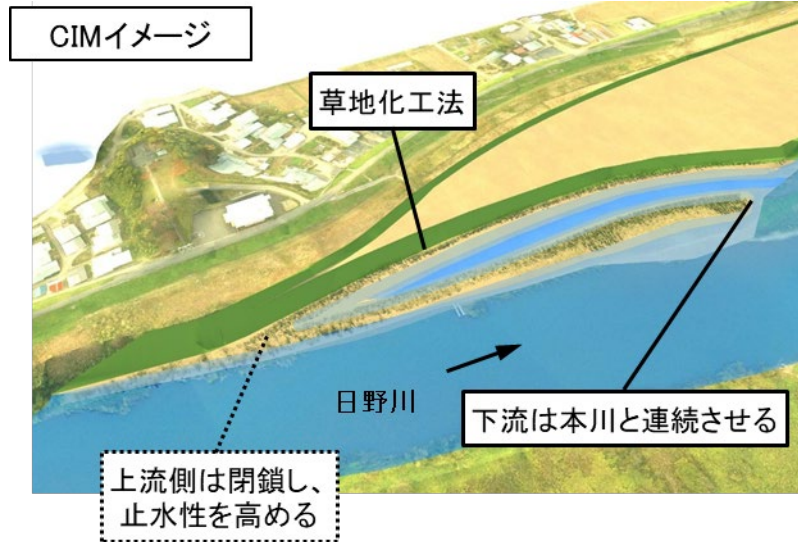 CIMイメージ
草地化工法
日野川
下流は本川と連続させる
上流側は閉鎖し、
止水性を高める